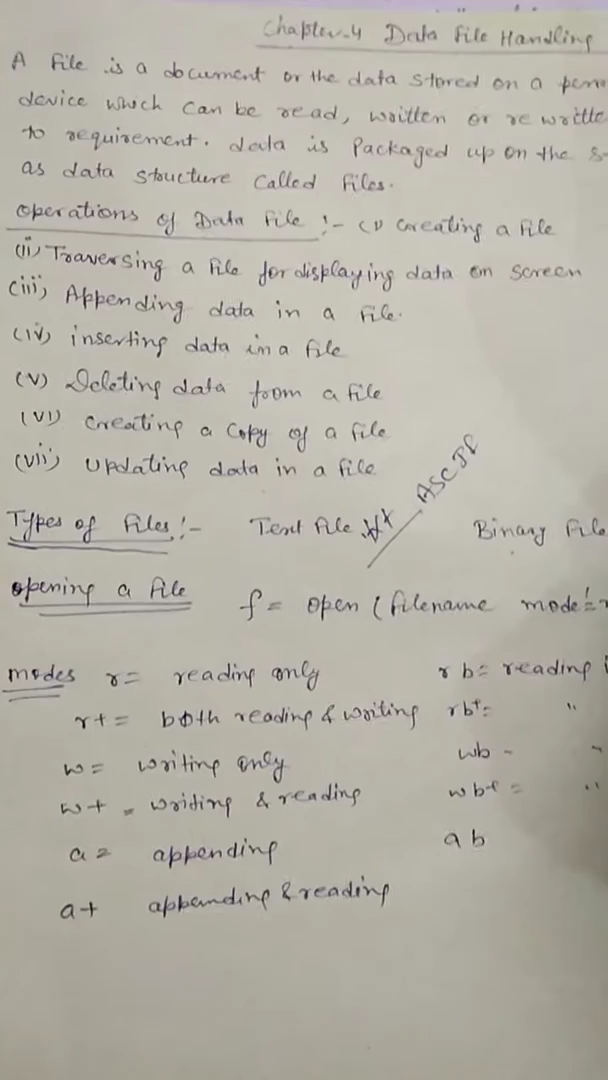 Chapter-4 Data File Handling
A file is a document or the data stored on a
device which can be read, written or re
to requirement. data is Packaged up on the
as data structure called files.
operations of Data file :- (i) creating a file
(ii) Traversing a file for displaying data on screen
(iii) Appending data in a file.
(iv) inserting data in a file
(v) Deleting data from a file
(vi) creating a copy of a file
(vii) updating data in a file
Types of files :- Text file ASCII Binary File
opening a file f = open (filename mode =
modes r = reading only rb = reading
r+ = both reading & writing rb+ = "
w = writing only wb - "
w+ = writing & reading wb+ = "
a = appending ab
a+ appending & reading